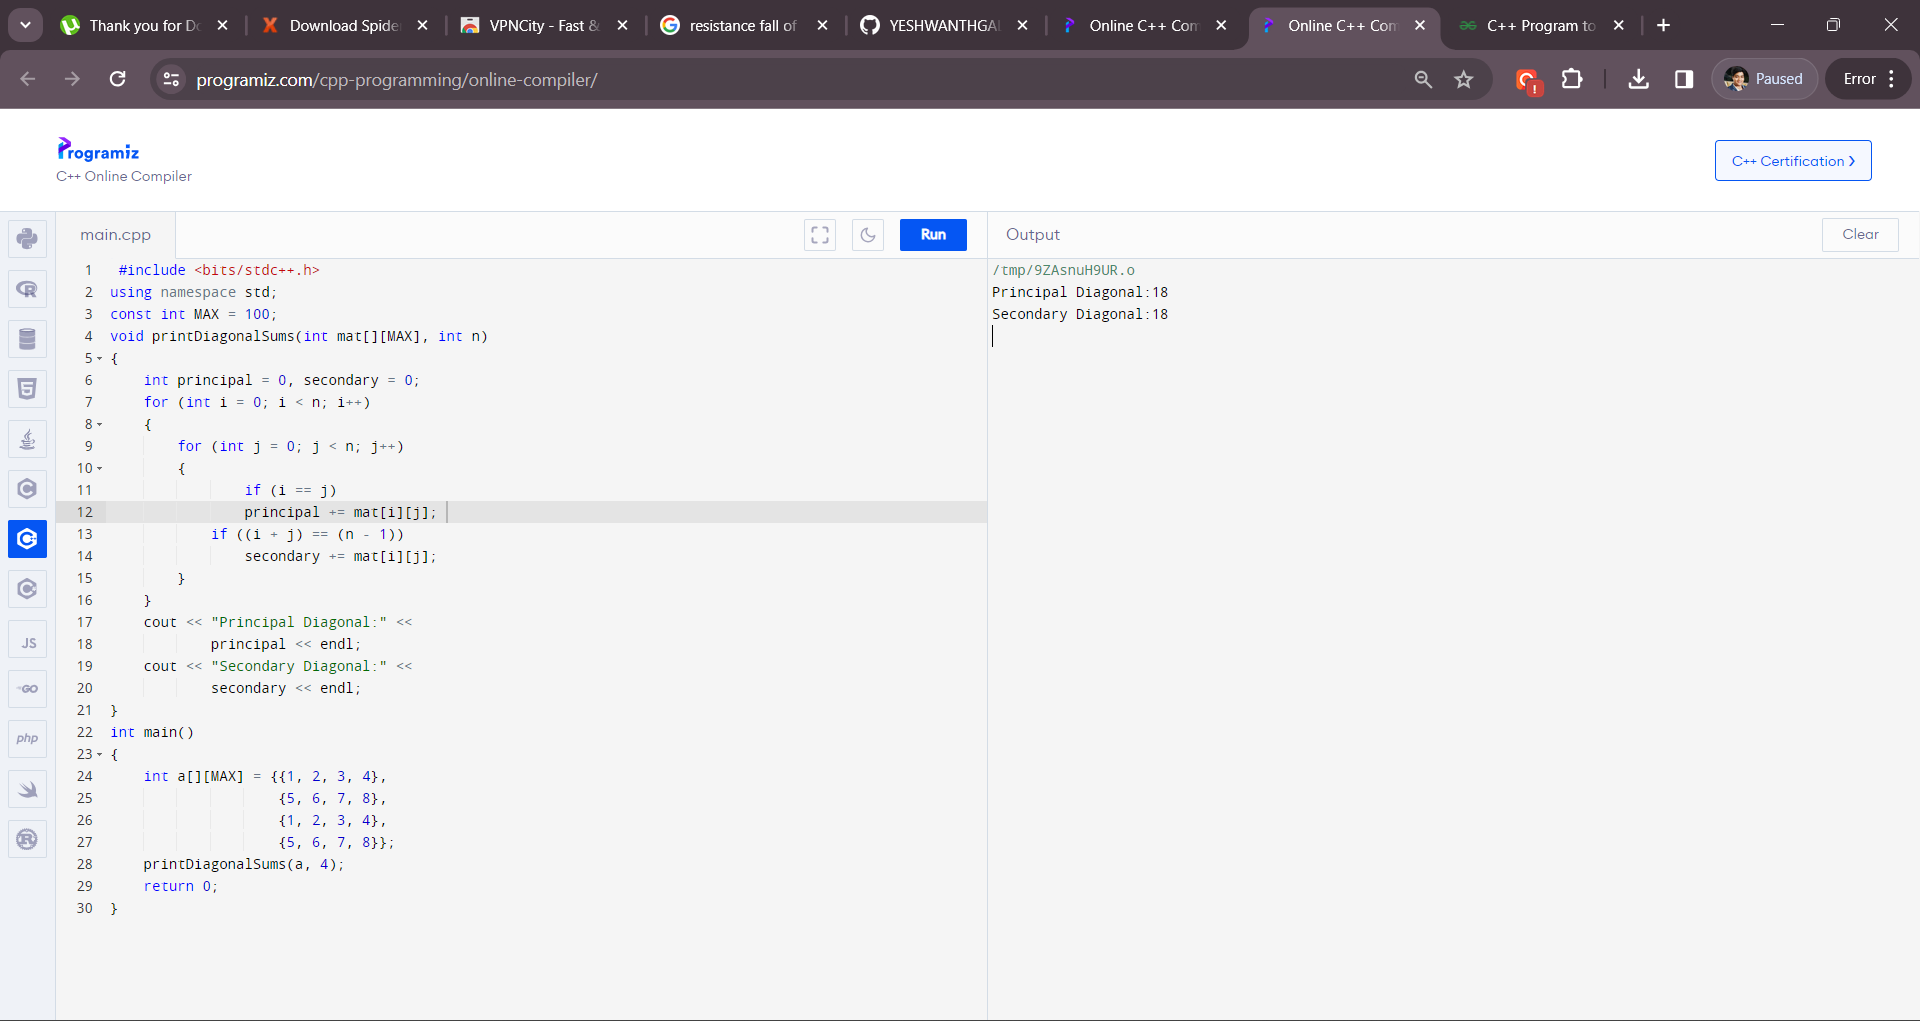 Thank you for Do
Download Spide
VPNCity - Fast &
resistance fall of
YESHWANTHGAL
Online C++ Com
Online C++ Com
C++ Program to
programiz.com/cpp-programming/online-compiler/
Paused
Error
Programiz
C++ Online Compiler
C++ Certification >
main.cpp
Run
Output
Clear
1 #include <bits/stdc++.h>
2 using namespace std;
3 const int MAX = 100;
4 void printDiagonalSums(int mat[][MAX], int n)
5 {
6 int principal = 0, secondary = 0;
7 for (int i = 0; i < n; i++)
8 {
9 for (int j = 0; j < n; j++)
10 {
11 if (i == j)
12 principal += mat[i][j];
13 if ((i + j) == (n - 1))
14 secondary += mat[i][j];
15 }
16 }
17 cout << "Principal Diagonal:" <<
18 principal << endl;
19 cout << "Secondary Diagonal:" <<
20 secondary << endl;
21 }
22 int main()
23 {
24 int a[][MAX] = {{1, 2, 3, 4},
25 {5, 6, 7, 8},
26 {1, 2, 3, 4},
27 {5, 6, 7, 8}};
28 printDiagonalSums(a, 4);
29 return 0;
30 }
/tmp/9ZAsnuH9UR.o
Principal Diagonal:18
Secondary Diagonal:18
JS
GO
php